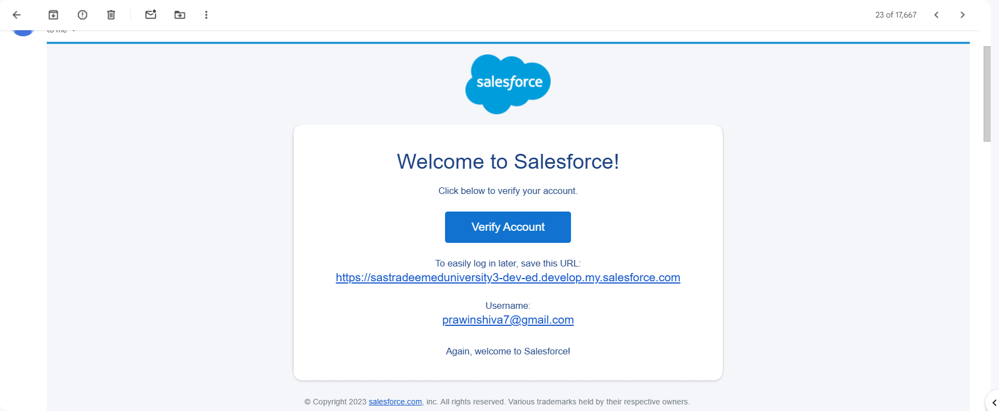 23 of 17,667
to me
salesforce
Welcome to Salesforce!
Click below to verify your account.
Verify Account
To easily log in later, save this URL:
https://sastradeemeduniversity3-dev-ed.develop.my.salesforce.com
Username:
prawinshiva7@gmail.com
Again, welcome to Salesforce!
© Copyright 2023 salesforce.com, inc. All rights reserved. Various trademarks held by their respective owners.